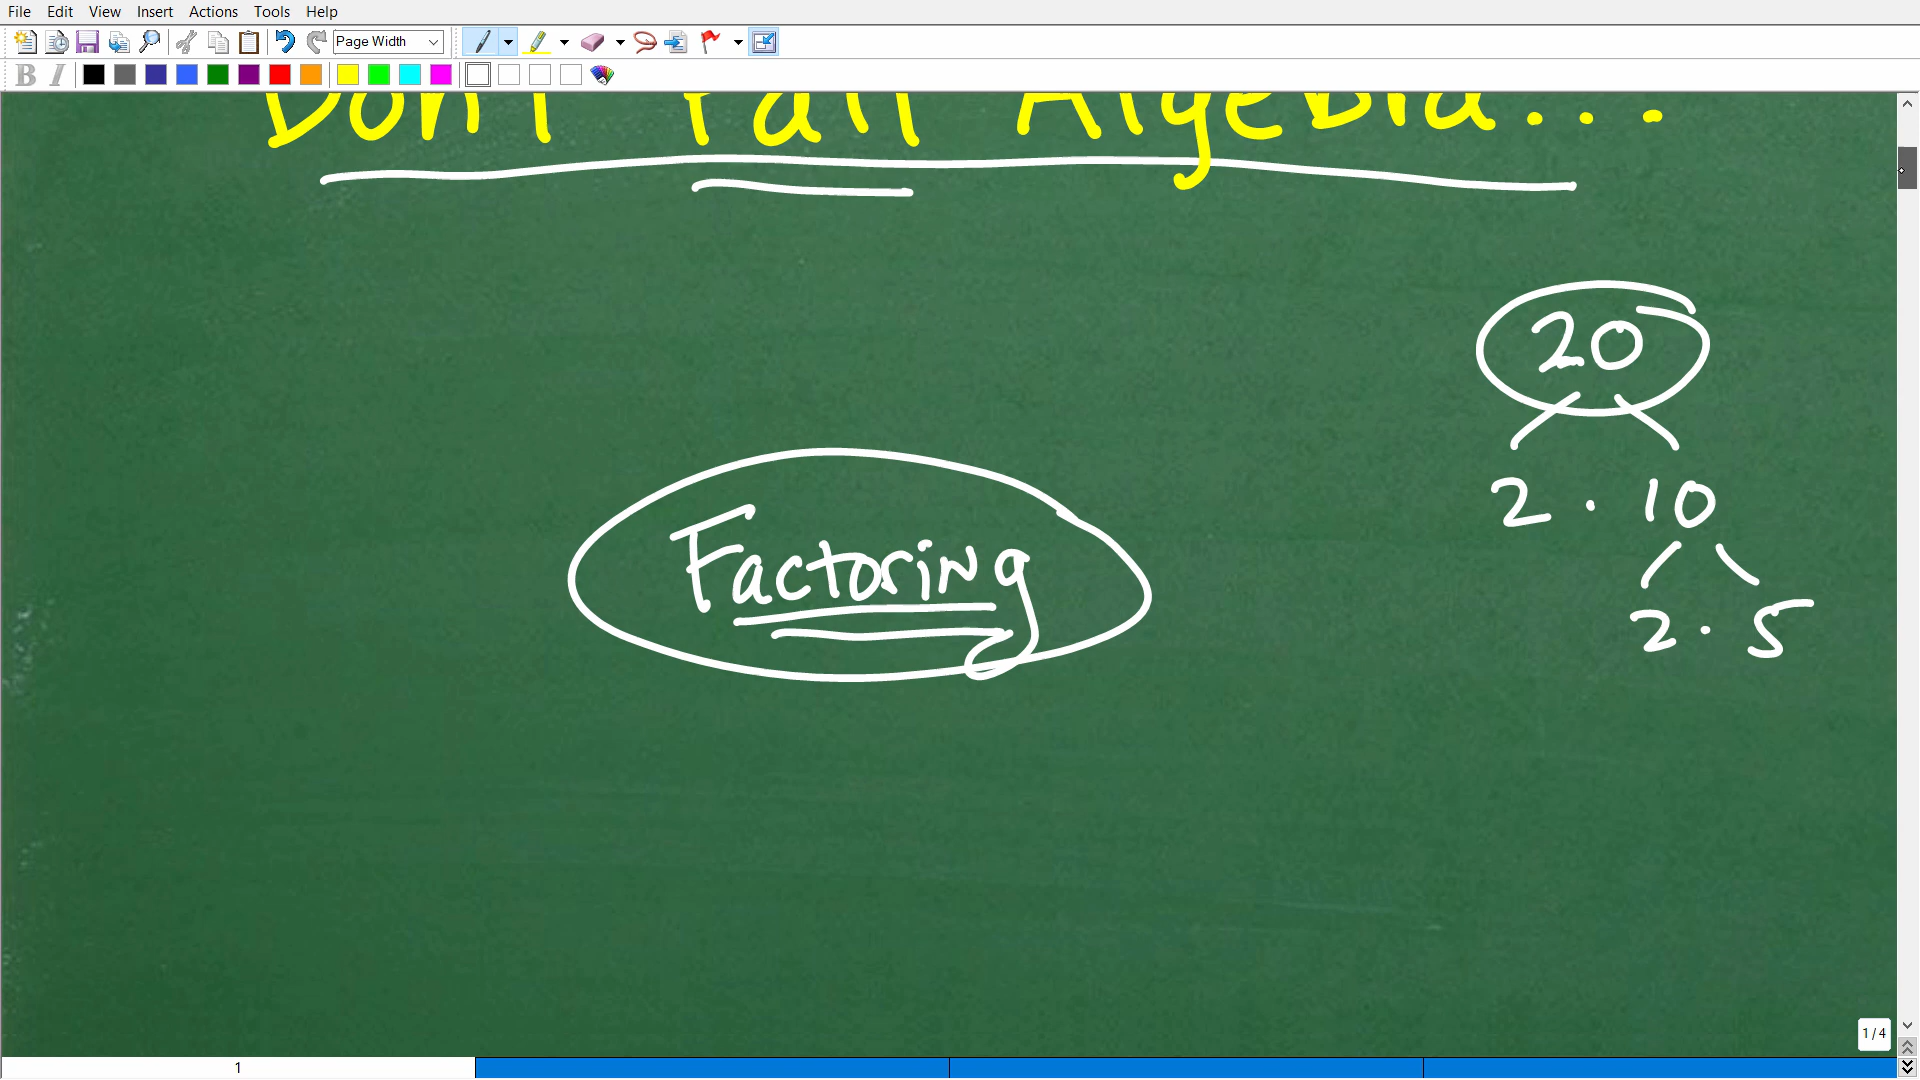 File Edit View Insert Actions Tools Help
Page Width
B I
Don't Fail Algebra...
20
2 · 10
Factoring
2 · 5
1 / 4
1